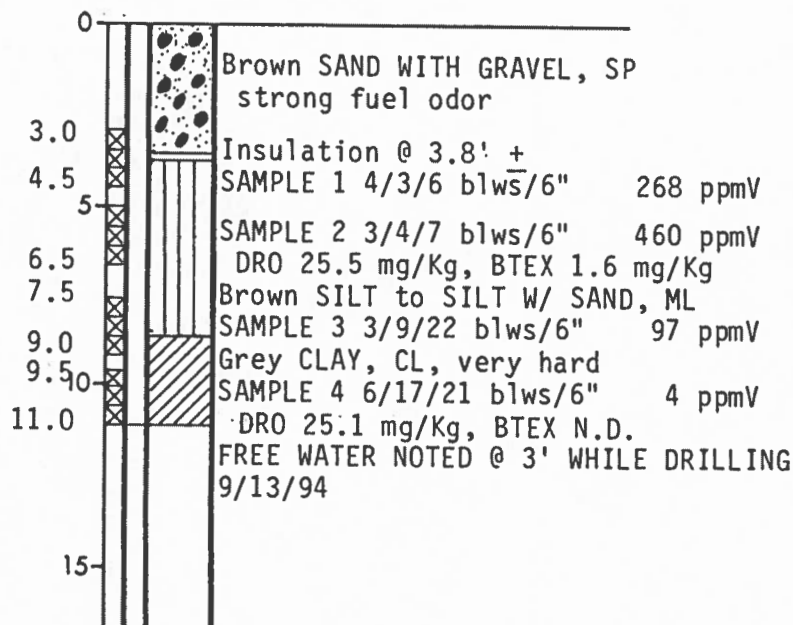 0
Brown SAND WITH GRAVEL, SP
strong fuel odor
3.0
Insulation @ 3.8' ±
4.5
SAMPLE 1 4/3/6 blws/6" 268 ppmV
5
SAMPLE 2 3/4/7 blws/6" 460 ppmV
6.5
DRO 25.5 mg/Kg, BTEX 1.6 mg/Kg
7.5
Brown SILT to SILT W/ SAND, ML
SAMPLE 3 3/9/22 blws/6" 97 ppmV
9.0
Grey CLAY, CL, very hard
9.5
10
SAMPLE 4 6/17/21 blws/6" 4 ppmV
11.0
DRO 25.1 mg/Kg, BTEX N.D.
FREE WATER NOTED @ 3' WHILE DRILLING
9/13/94
15